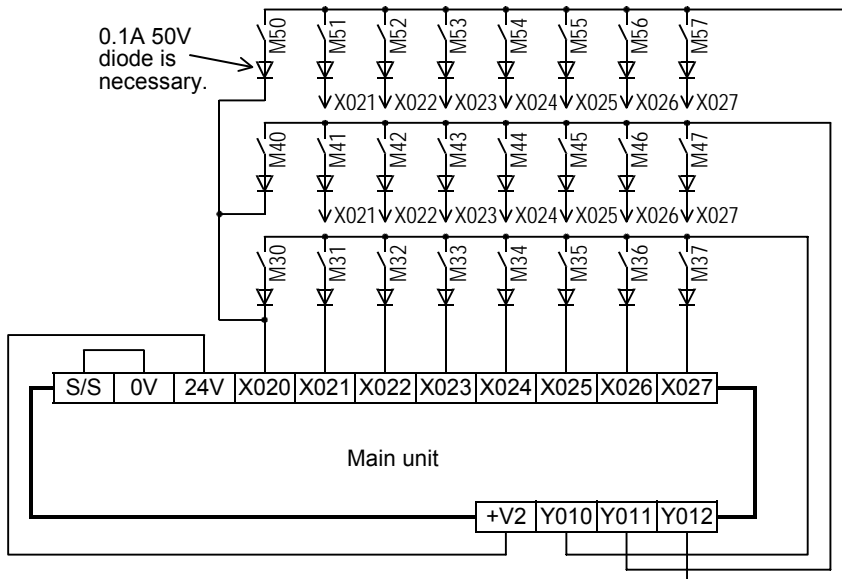 0.1A 50V
diode is
necessary.
M50 M51 M52 M53 M54 M55 M56 M57
X021 X022 X023 X024 X025 X026 X027
M40 M41 M42 M43 M44 M45 M46 M47
X021 X022 X023 X024 X025 X026 X027
M30 M31 M32 M33 M34 M35 M36 M37
S/S 0V 24V X020 X021 X022 X023 X024 X025 X026 X027
Main unit
+V2 Y010 Y011 Y012